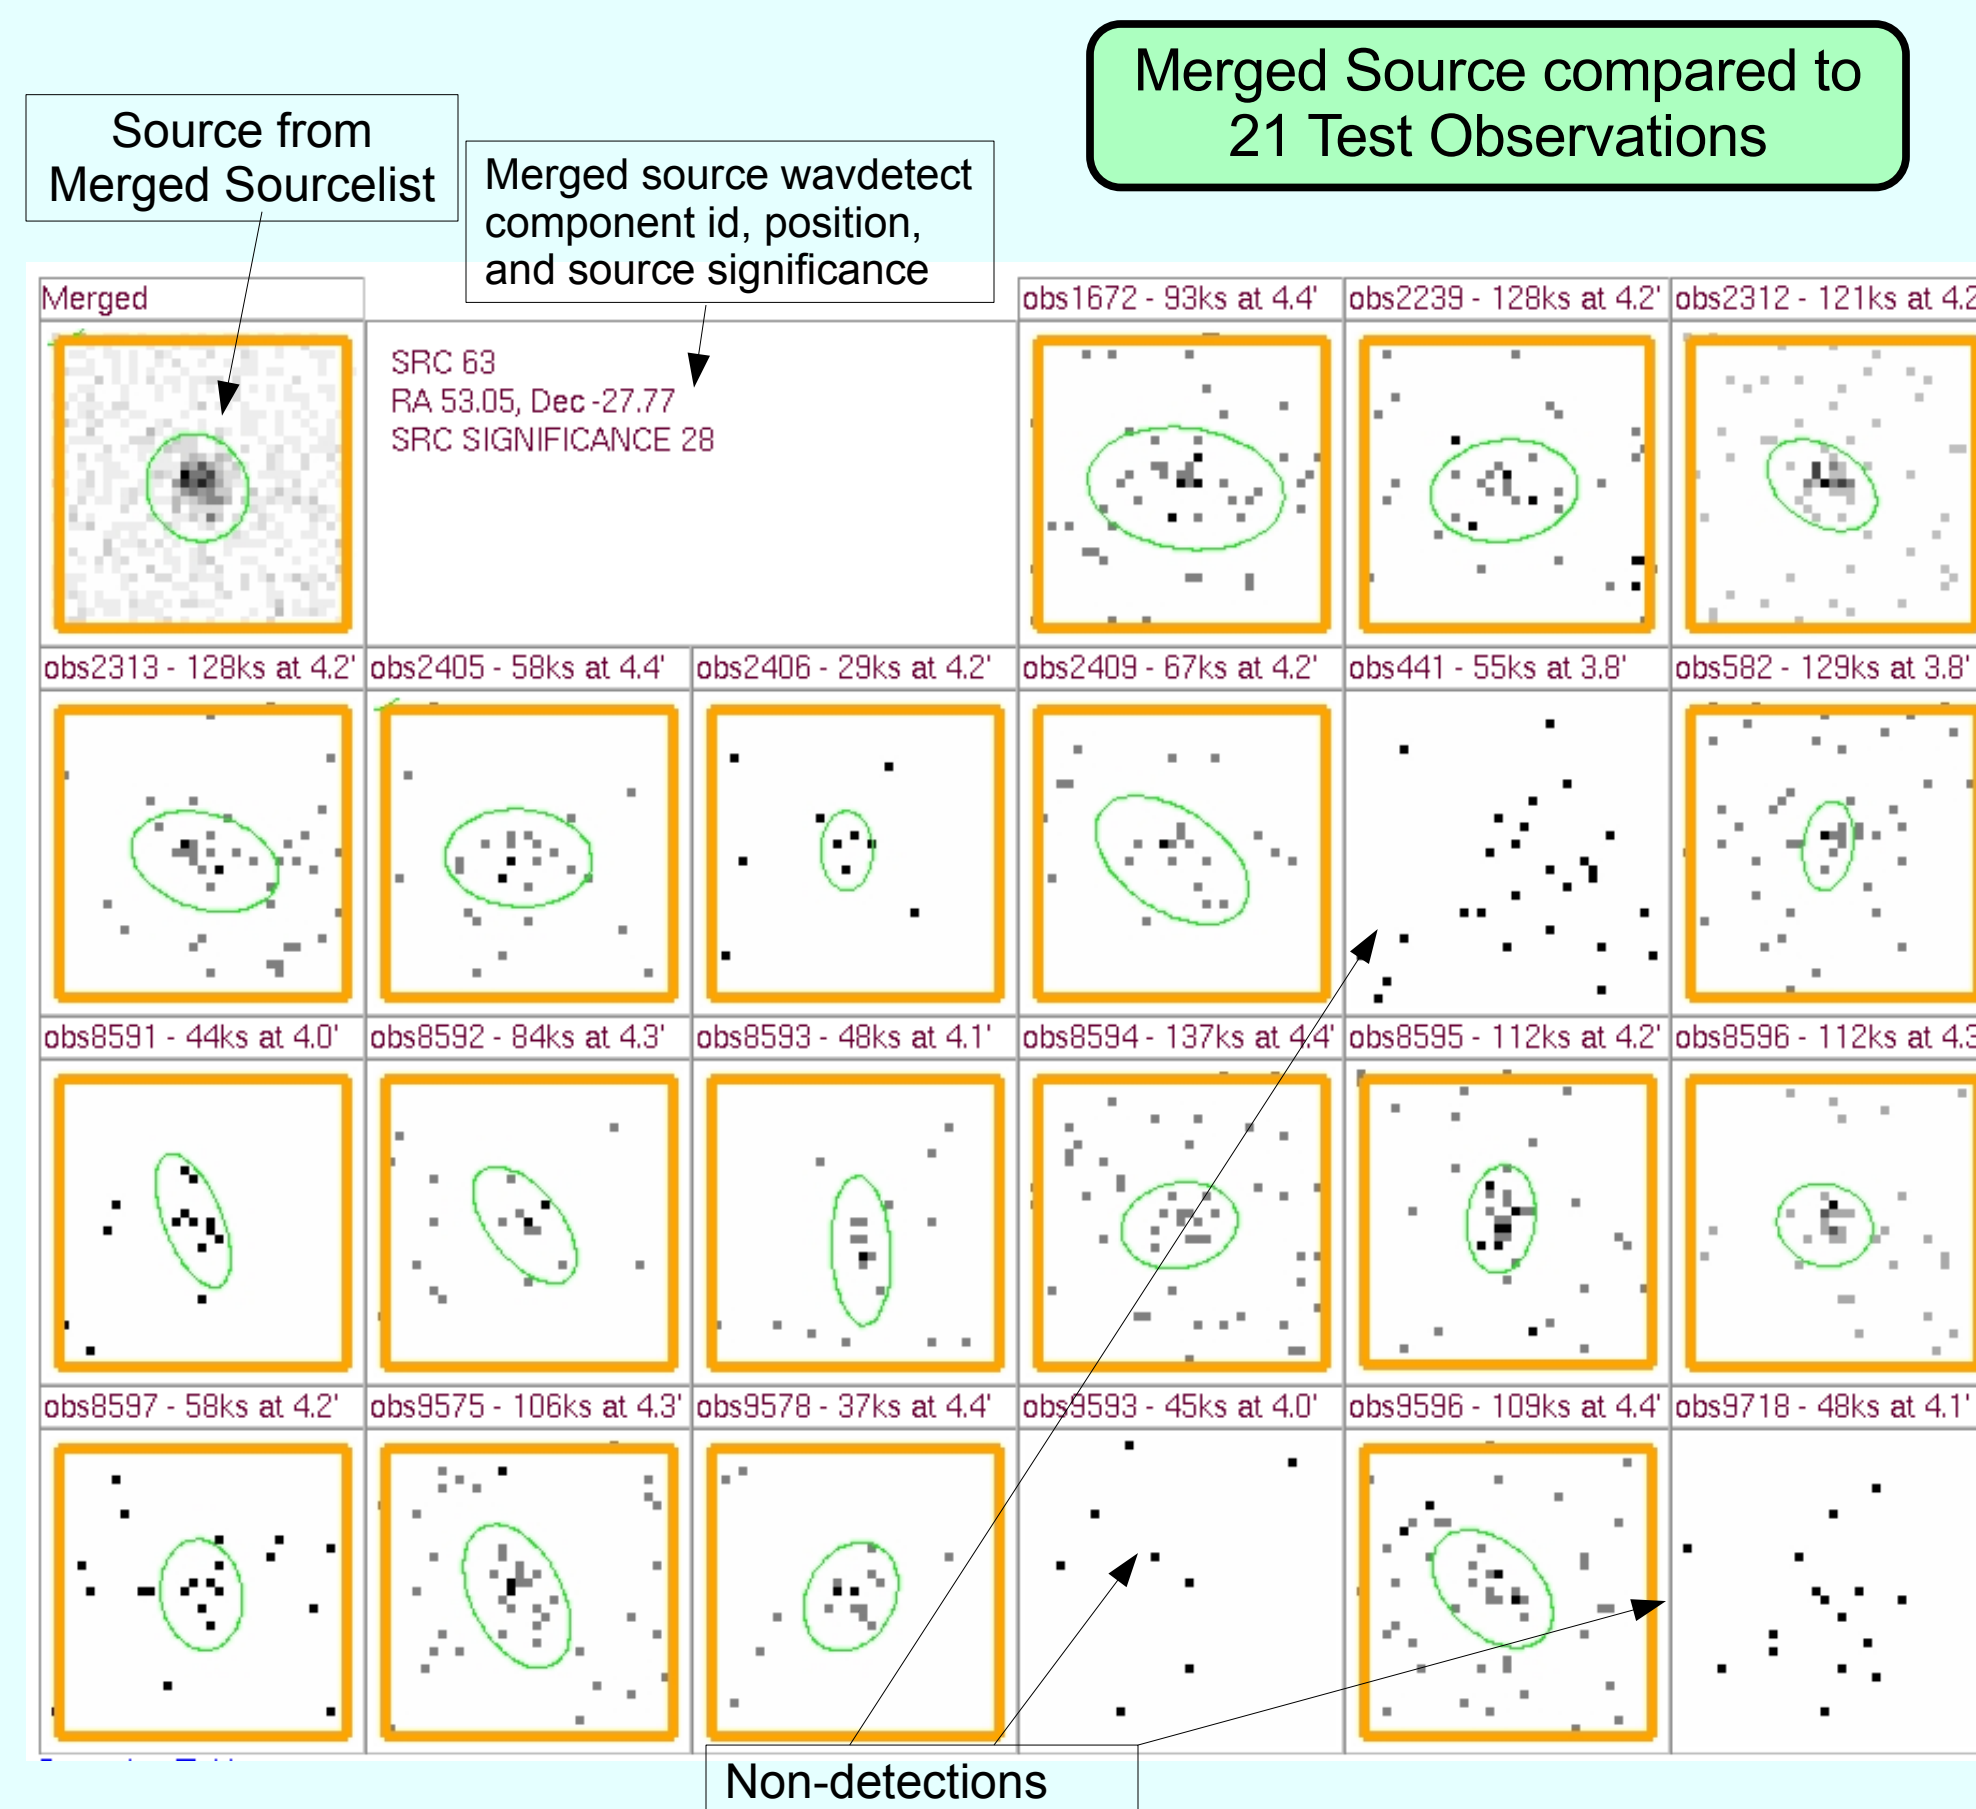 Merged Source compared to
21 Test Observations
Source from
Merged Sourcelist
Merged source wavdetect
component id, position,
and source significance
Merged
obs1672 - 93ks at 4.4'
obs2239 - 128ks at 4.2'
obs2312 - 121ks at 4.2
SRC 63
RA 53.05, Dec -27.77
SRC SIGNIFICANCE 28
obs2313 - 128ks at 4.2'
obs2405 - 58ks at 4.4'
obs2406 - 29ks at 4.2'
obs2409 - 67ks at 4.2'
obs441 - 55ks at 3.8'
obs582 - 129ks at 3.8'
obs8591 - 44ks at 4.0'
obs8592 - 84ks at 4.3'
obs8593 - 48ks at 4.1'
obs8594 - 137ks at 4.4'
obs8595 - 112ks at 4.2'
obs8596 - 112ks at 4.3
obs8597 - 58ks at 4.2'
obs9575 - 106ks at 4.3'
obs9578 - 37ks at 4.4'
obs9593 - 45ks at 4.0'
obs9596 - 109ks at 4.4'
obs9718 - 48ks at 4.1'
Non-detections